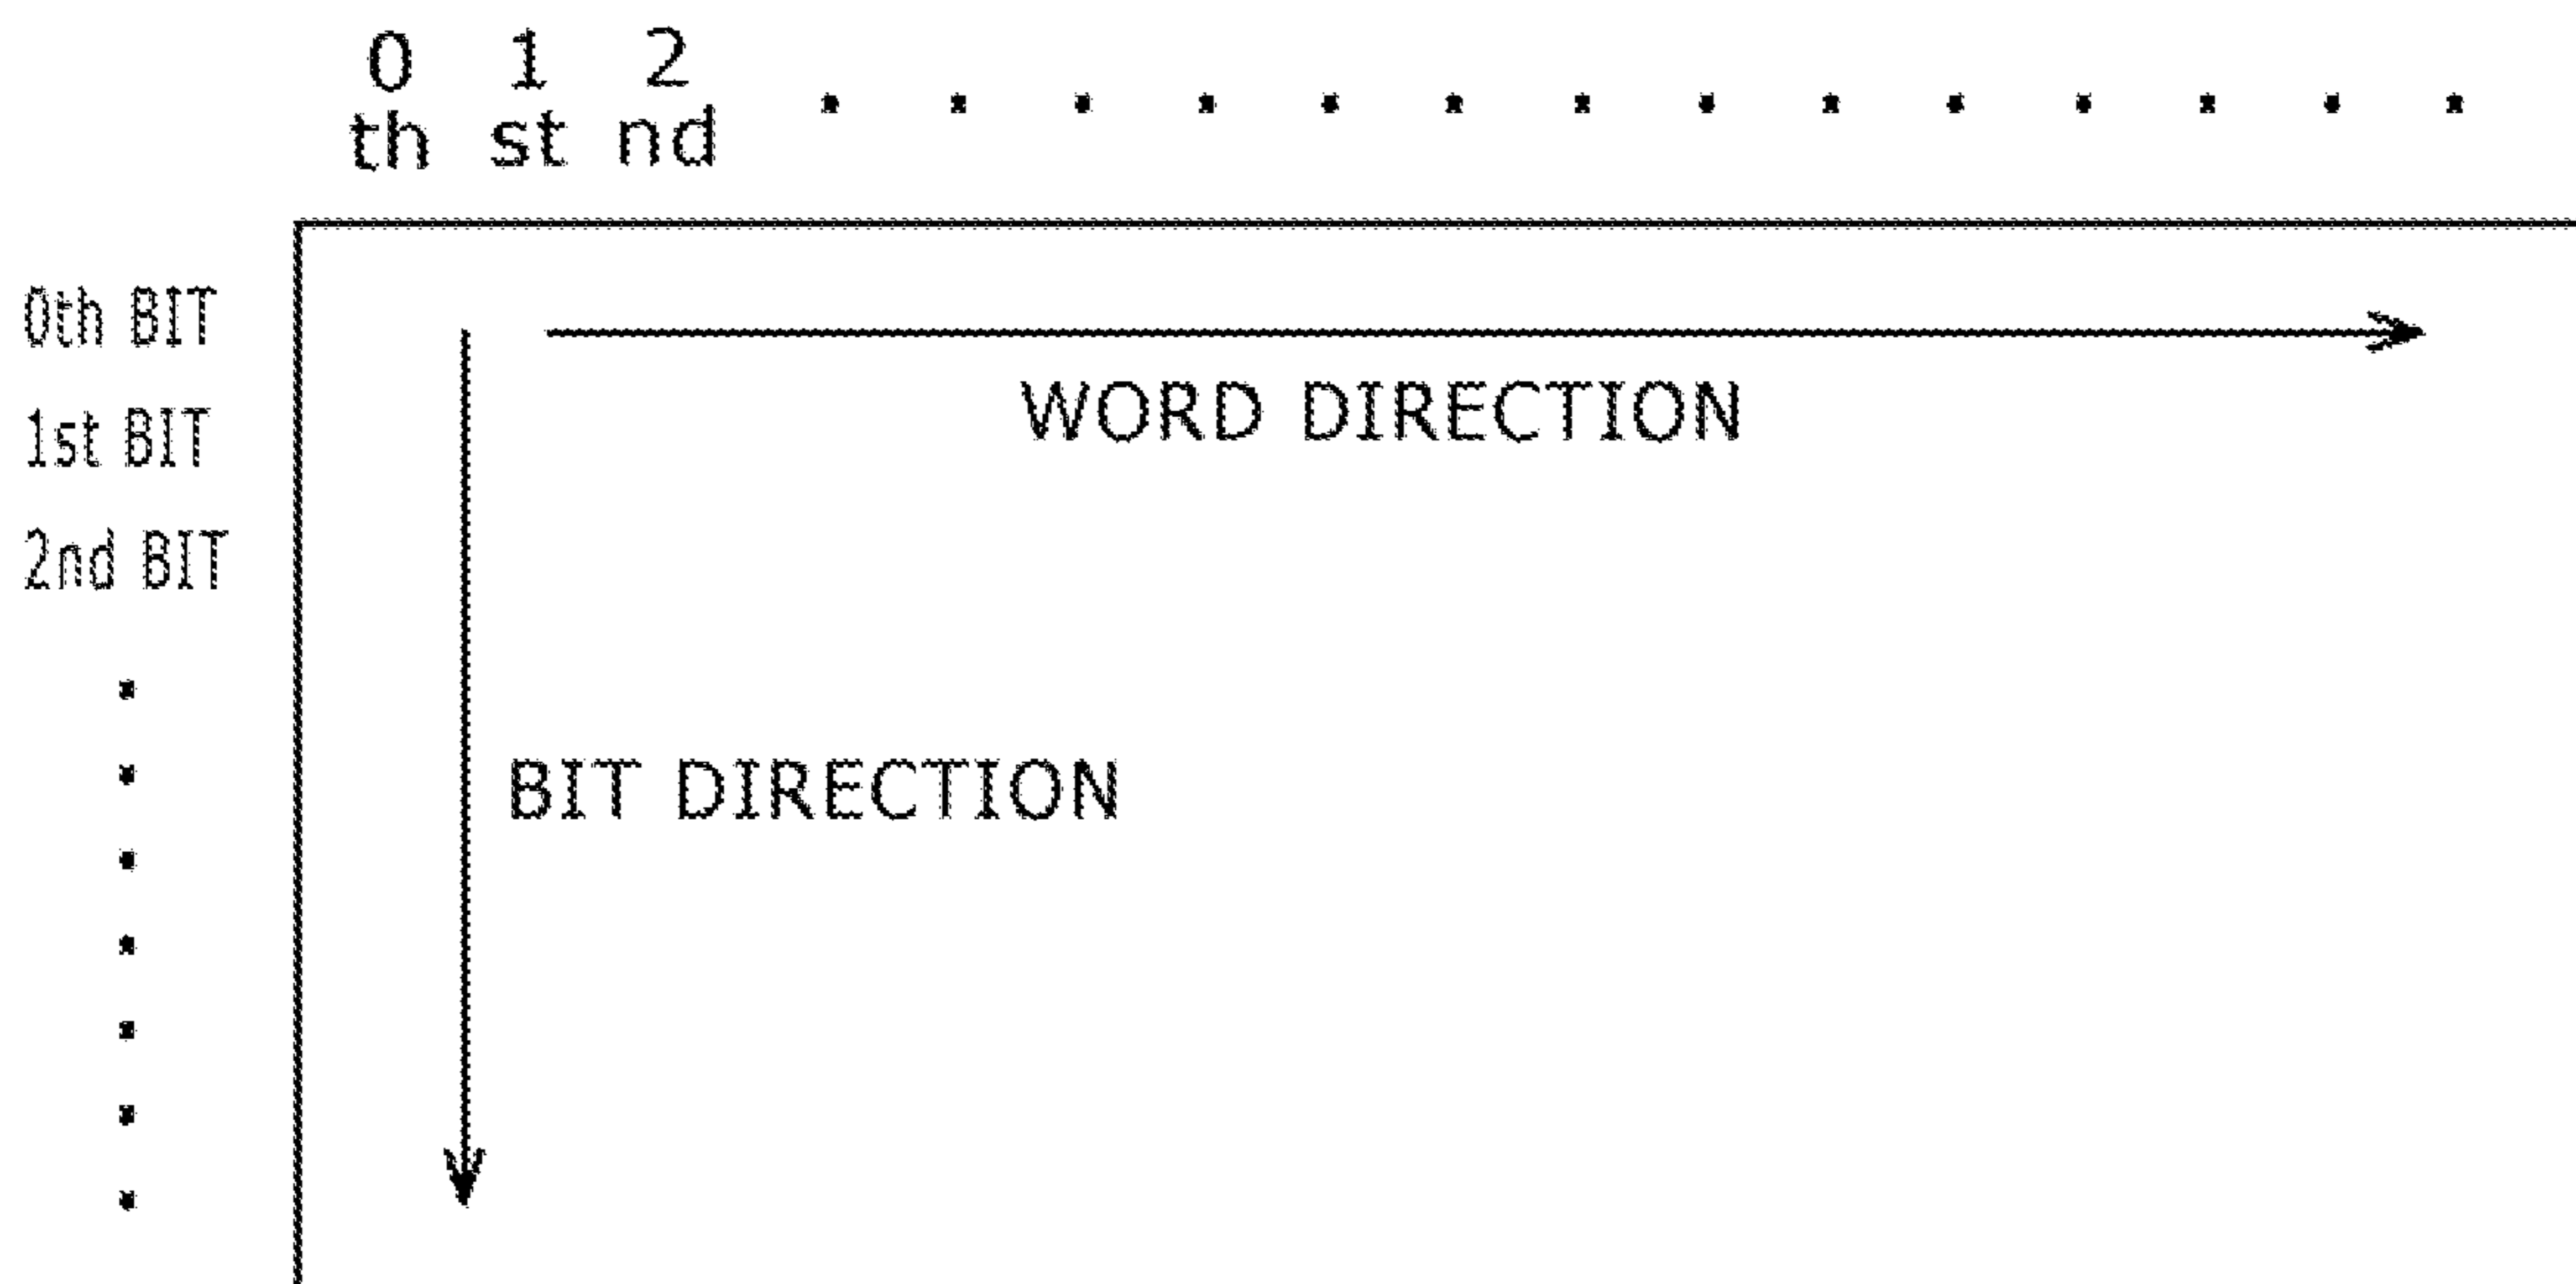 0 1 2
th st nd
0th BIT
WORD DIRECTION
1st BIT
2nd BIT
BIT DIRECTION